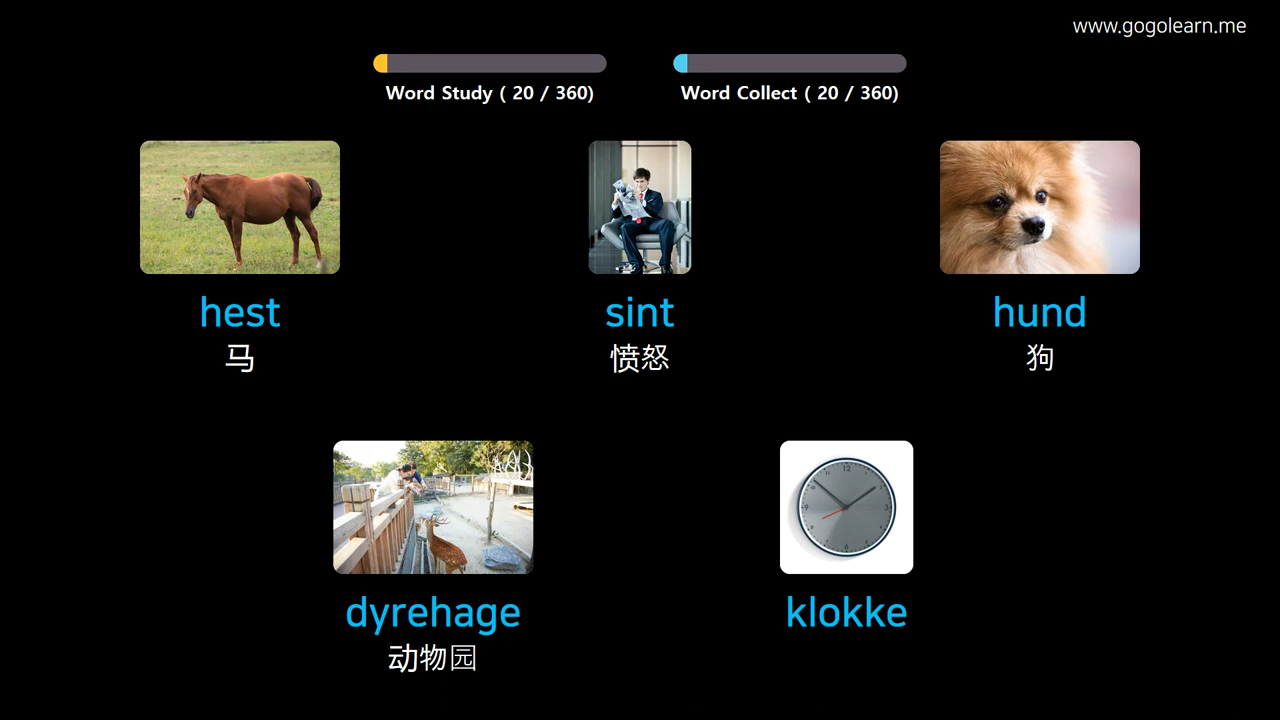 www.gogolearn.me
Word Study ( 20 / 360)
Word Collect ( 20 / 360)
hest
马
sint
愤怒
hund
狗
dyrehage
动物园
klokke